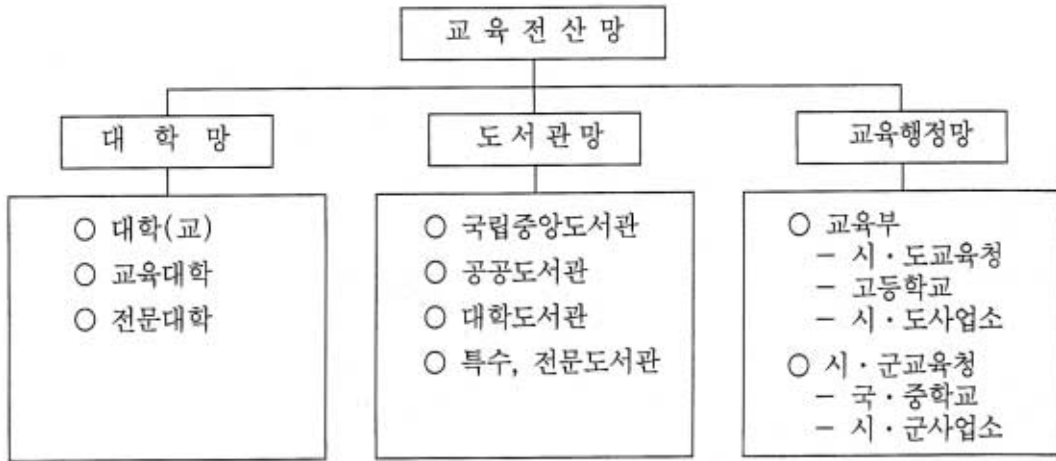 교육전산망
대학망
○ 대학(교)
○ 교육대학
○ 전문대학
도서관망
○ 국립중앙도서관
○ 공공도서관
○ 대학도서관
○ 특수, 전문도서관
교육행정망
○ 교육부
- 시·도교육청
- 고등학교
- 시·도사업소
○ 시·군교육청
- 국·중학교
- 시·군사업소